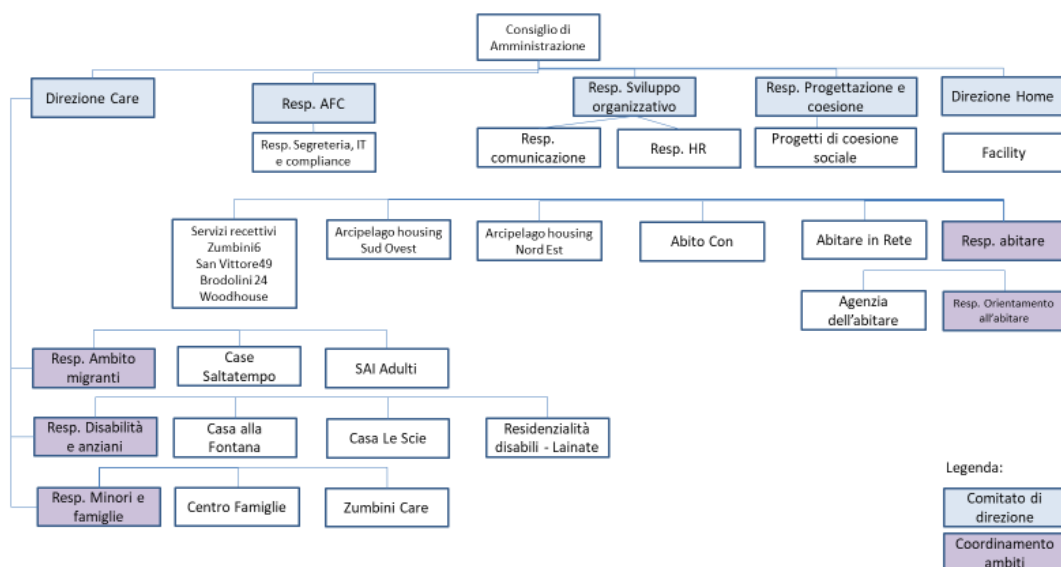 Consiglio di
Amministrazione
Direzione Care
Resp. AFC
Resp. Sviluppo
organizzativo
Resp. Progettazione e
coesione
Direzione Home
Resp. Segreteria, IT
e compliance
Resp.
comunicazione
Resp. HR
Progetti di coesione
sociale
Facility
Servizi recettivi
Zumbini6
San Vittore49
Brodolini 24
Woodhouse
Arcipelago housing
Sud Ovest
Arcipelago housing
Nord Est
Abito Con
Abitare in Rete
Resp. abitare
Agenzia
dell'abitare
Resp. Orientamento
all'abitare
Resp. Ambito
migranti
Case
Saltatempo
SAI Adulti
Resp. Disabilità
e anziani
Casa alla
Fontana
Casa Le Scie
Residenzialità
disabili - Lainate
Resp. Minori e
famiglie
Centro Famiglie
Zumbini Care
Legenda:
Comitato di
direzione
Coordinamento
ambiti